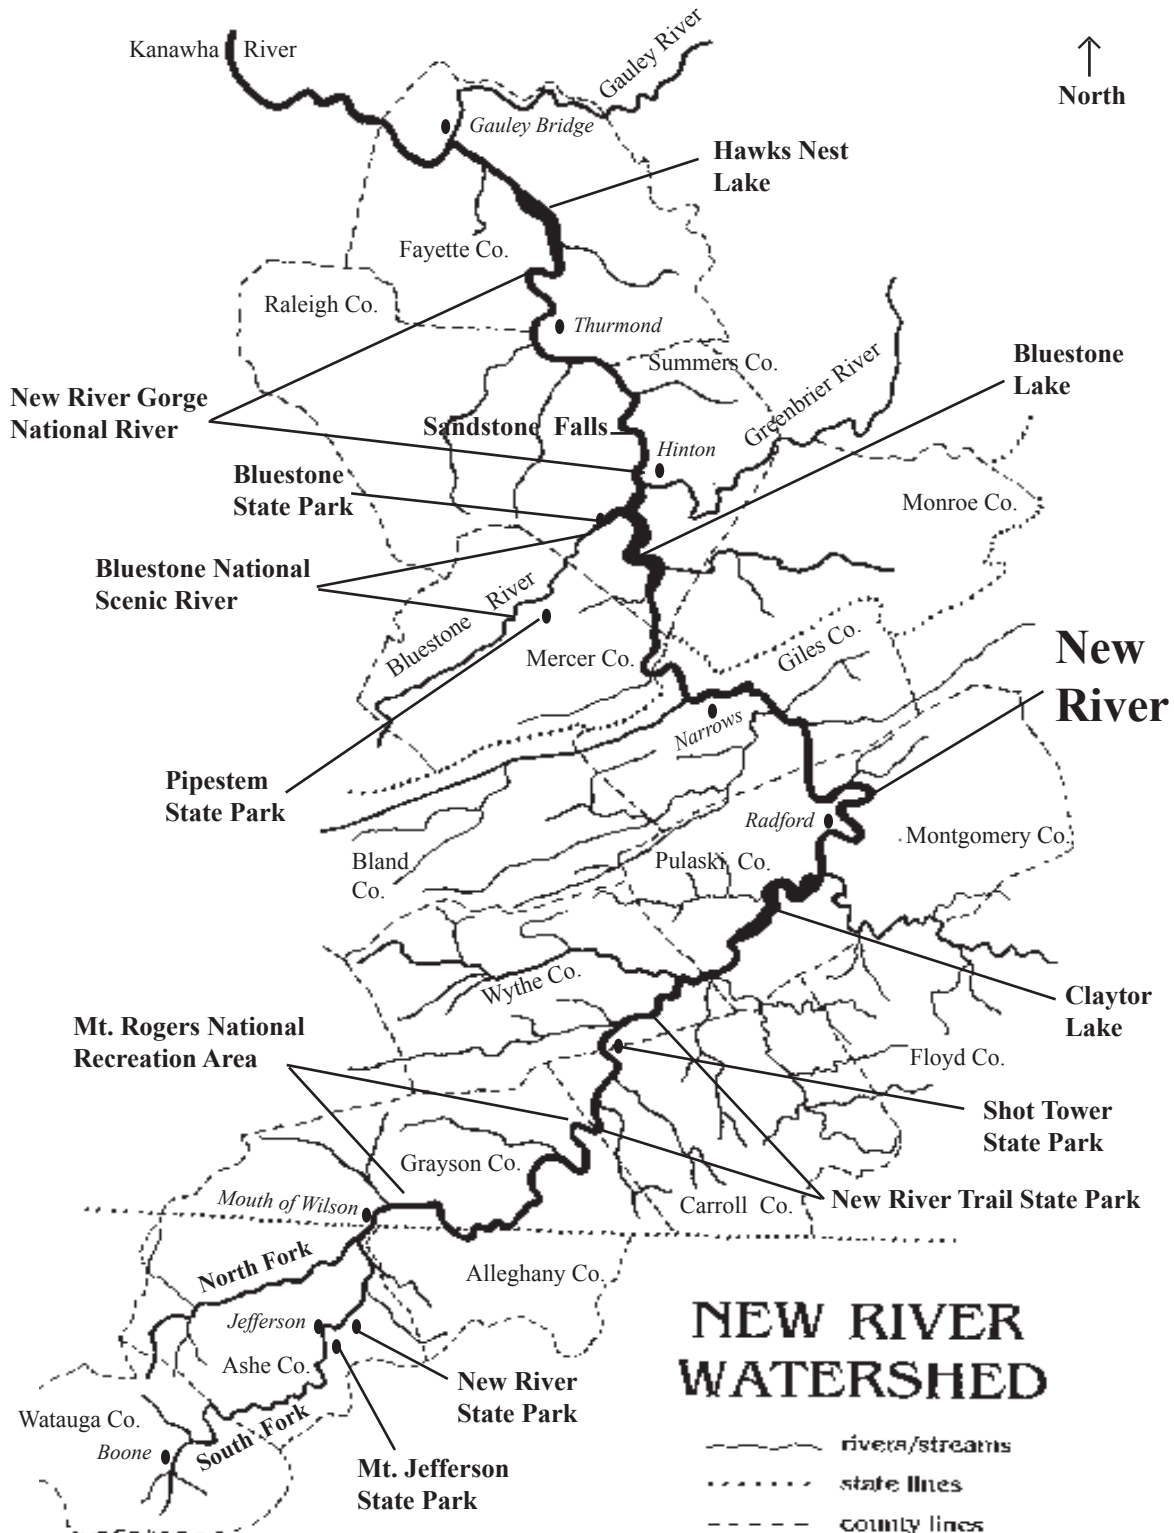 Kanawha River
Gauley River
North
Gauley Bridge
Hawks Nest
Lake
Fayette Co.
Raleigh Co.
Thurmond
Summers Co.
Bluestone
Lake
Greenbrier River
New River Gorge
National River
Sandstone Falls
Hinton
Bluestone
State Park
Monroe Co.
Bluestone National
Scenic River
Bluestone River
Mercer Co.
Giles Co.
New
River
Narrows
Pipestem
State Park
Radford
Montgomery Co.
Bland
Co.
Pulaski Co.
Wythe Co.
Claytor
Lake
Mt. Rogers National
Recreation Area
Floyd Co.
Shot Tower
State Park
Grayson Co.
Mouth of Wilson
Carroll Co.
New River Trail State Park
North Fork
Alleghany Co.
Jefferson
Ashe Co.
NEW RIVER
WATERSHED
New River
State Park
Watauga Co.
South Fork
Boone
Mt. Jefferson
State Park
rivers/streams
state lines
county lines